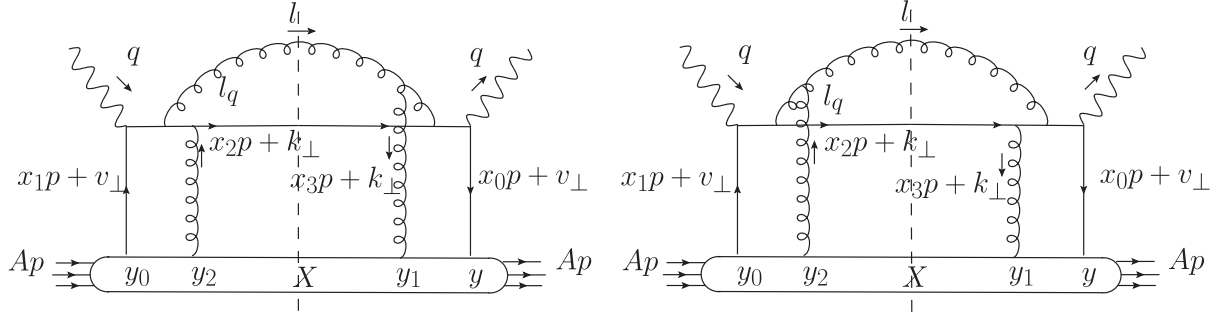 l
q
q
l_q
x_2p + k_⊥
x_3p + k_⊥
x_1p + v_⊥
x_0p + v_⊥
Ap
y_0
y_2
X
y_1
y
Ap
l
q
q
l_q
x_2p + k_⊥
x_3p + k_⊥
x_1p + v_⊥
x_0p + v_⊥
Ap
y_0
y_2
X
y_1
y
Ap